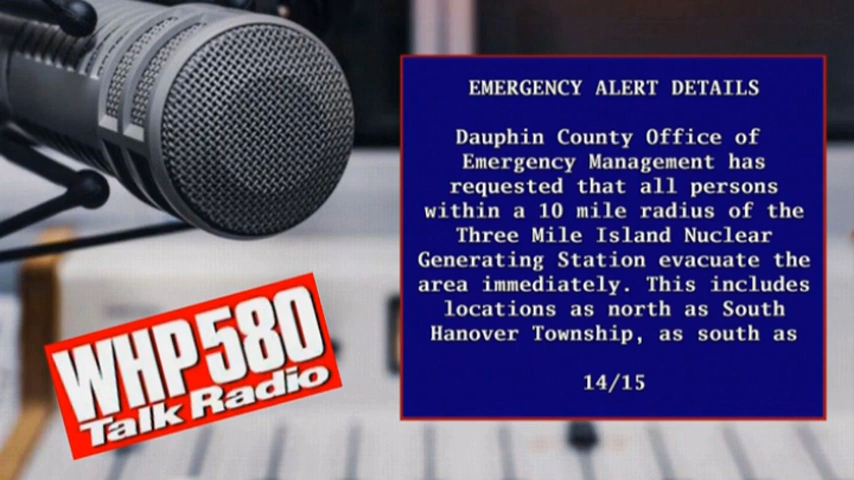 WHP580
Talk Radio
EMERGENCY ALERT DETAILS
Dauphin County Office of
Emergency Management has
requested that all persons
within a 10 mile radius of the
Three Mile Island Nuclear
Generating Station evacuate the
area immediately. This includes
locations as north as South
Hanover Township, as south as
14/15